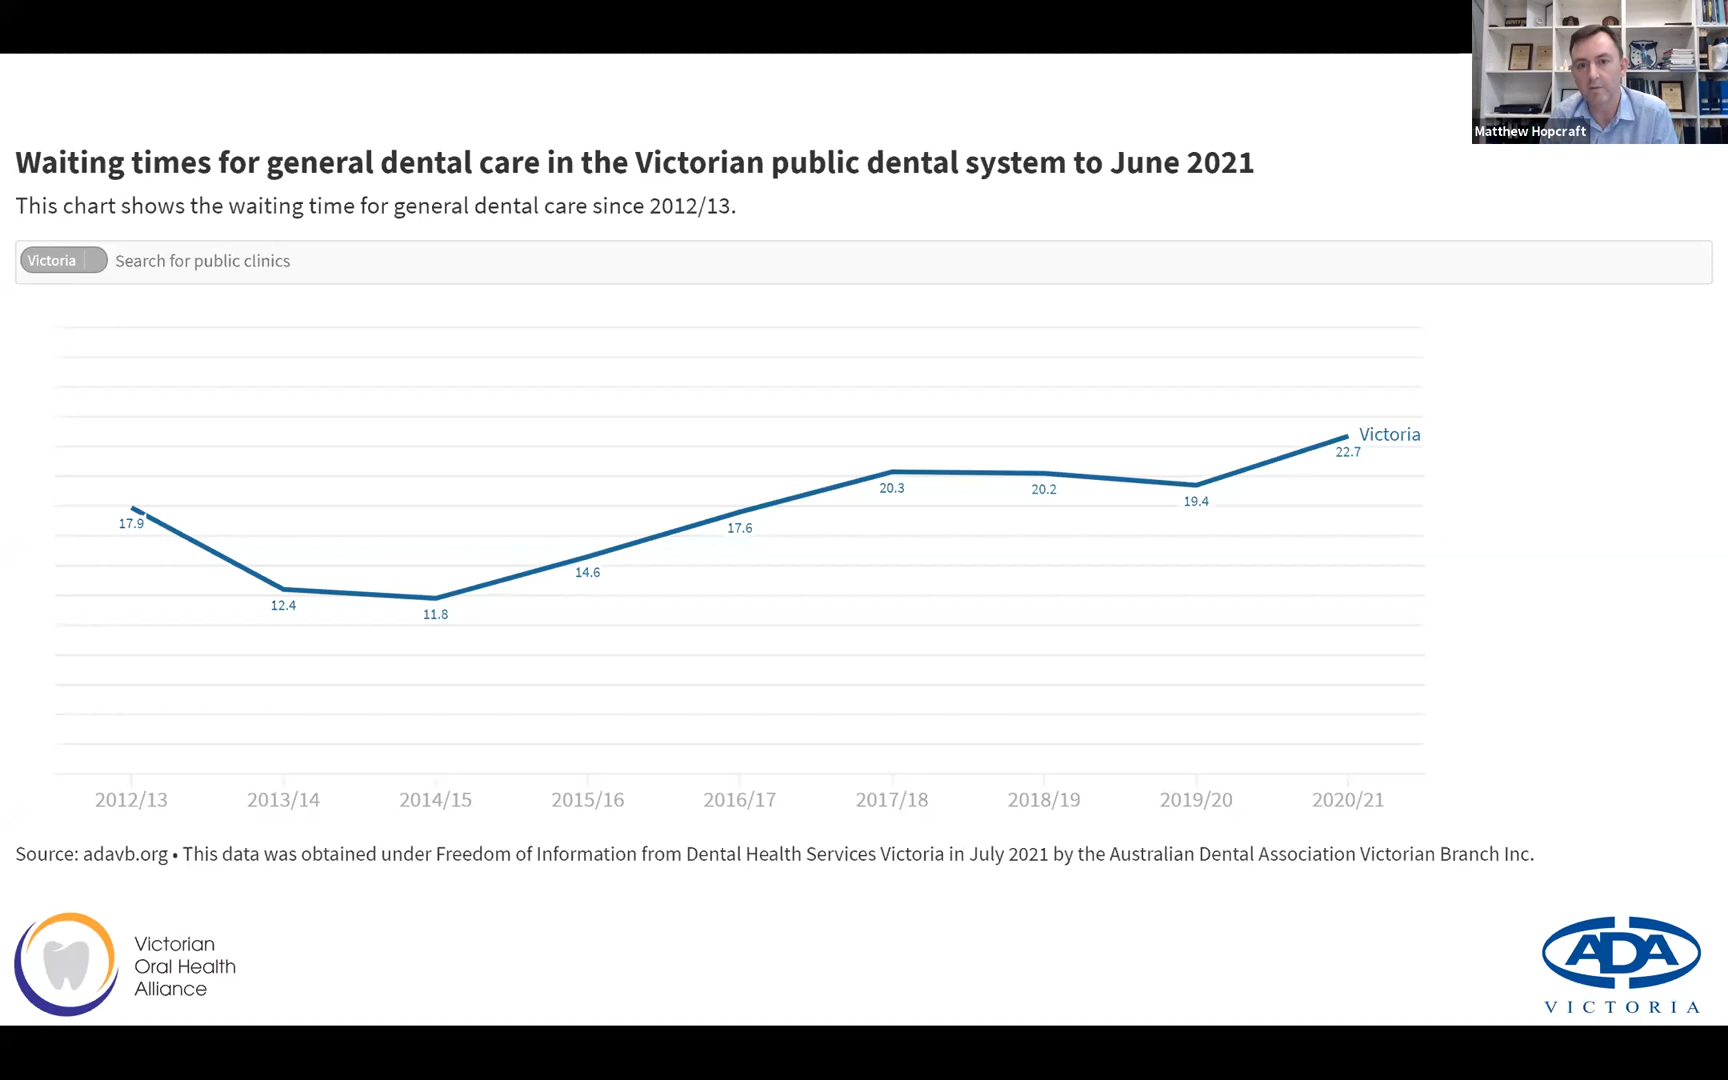 Matthew Hopcraft
Waiting times for general dental care in the Victorian public dental system to June 2021
This chart shows the waiting time for general dental care since 2012/13.
Victoria Search for public clinics
Victoria
22.7
20.3
20.2
19.4
17.9
17.6
14.6
12.4
11.8
2012/13 2013/14 2014/15 2015/16 2016/17 2017/18 2018/19 2019/20 2020/21
Source: adavb.org • This data was obtained under Freedom of Information from Dental Health Services Victoria in July 2021 by the Australian Dental Association Victorian Branch Inc.
Victorian
Oral Health
Alliance
ADA
VICTORIA